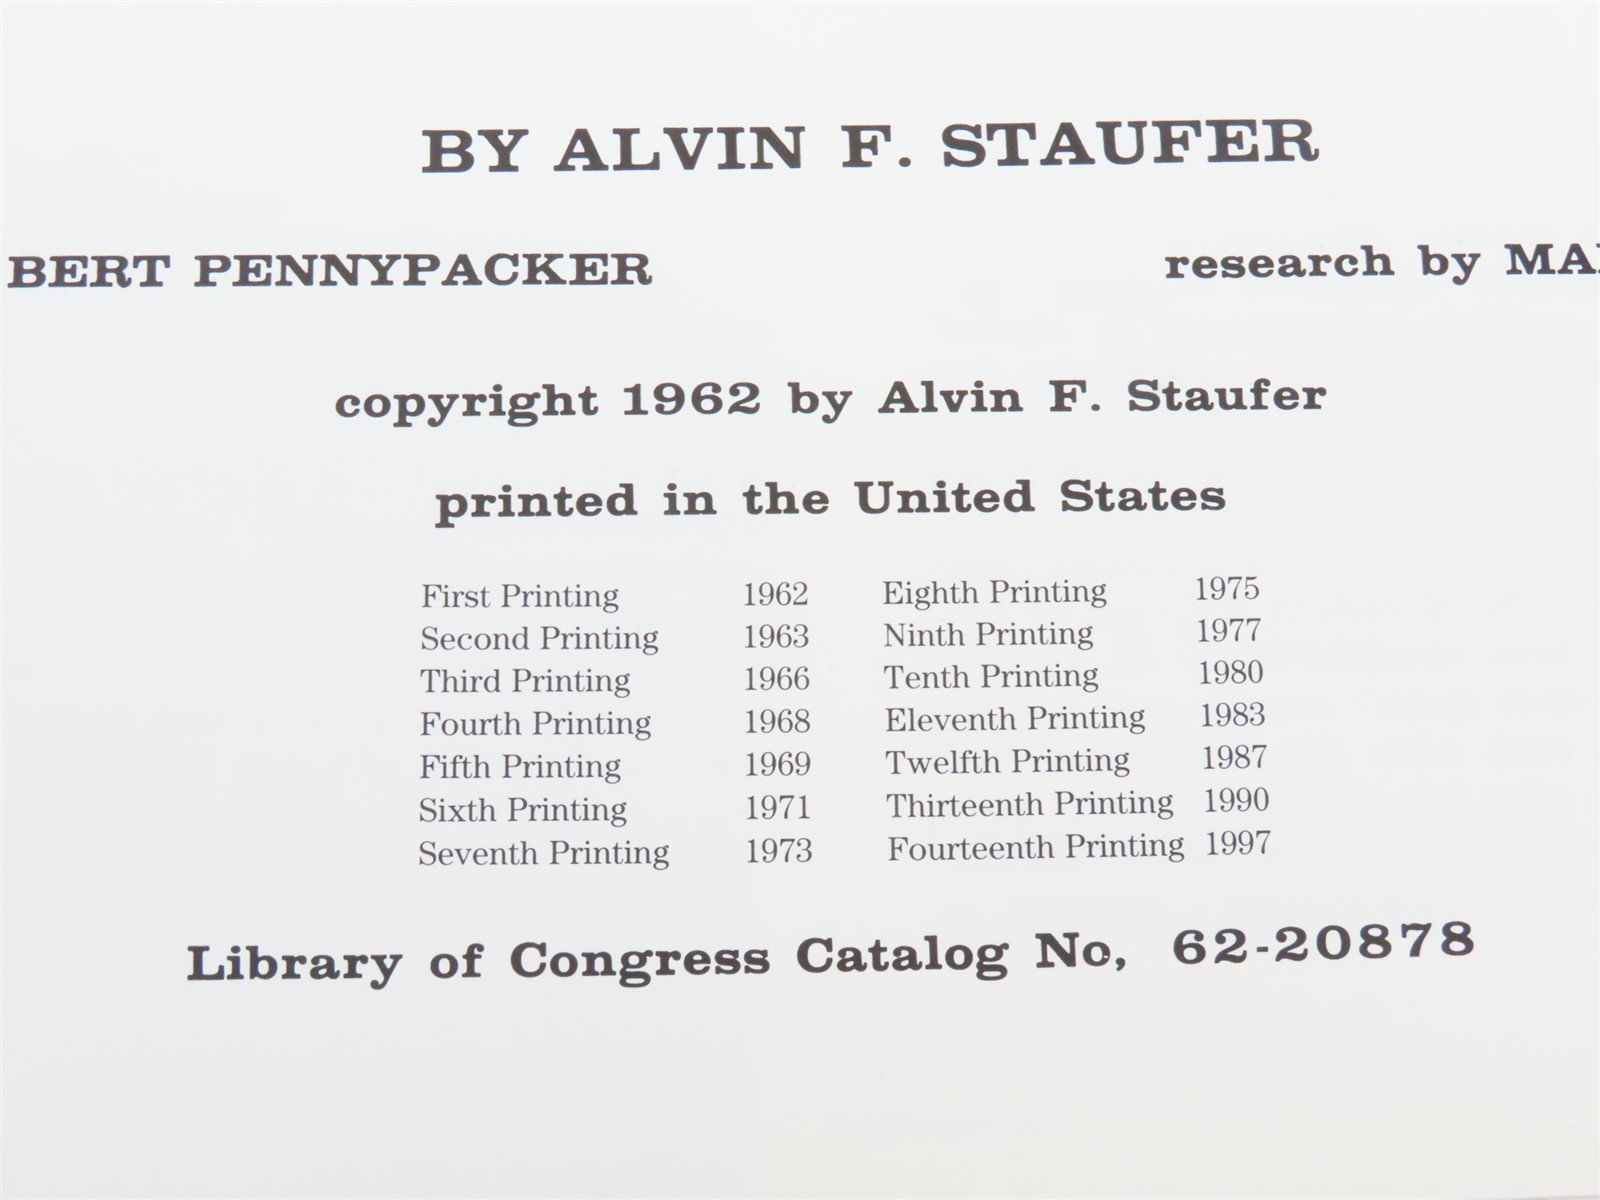 BY ALVIN F. STAUFER
BERT PENNYPACKER research by
copyright 1962 by Alvin F. Staufer
printed in the United States
First Printing 1962 Eighth Printing 1975
Second Printing 1963 Ninth Printing 1977
Third Printing 1966 Tenth Printing 1980
Fourth Printing 1968 Eleventh Printing 1983
Fifth Printing 1969 Twelfth Printing 1987
Sixth Printing 1971 Thirteenth Printing 1990
Seventh Printing 1973 Fourteenth Printing 1997
Library of Congress Catalog No, 62-20878